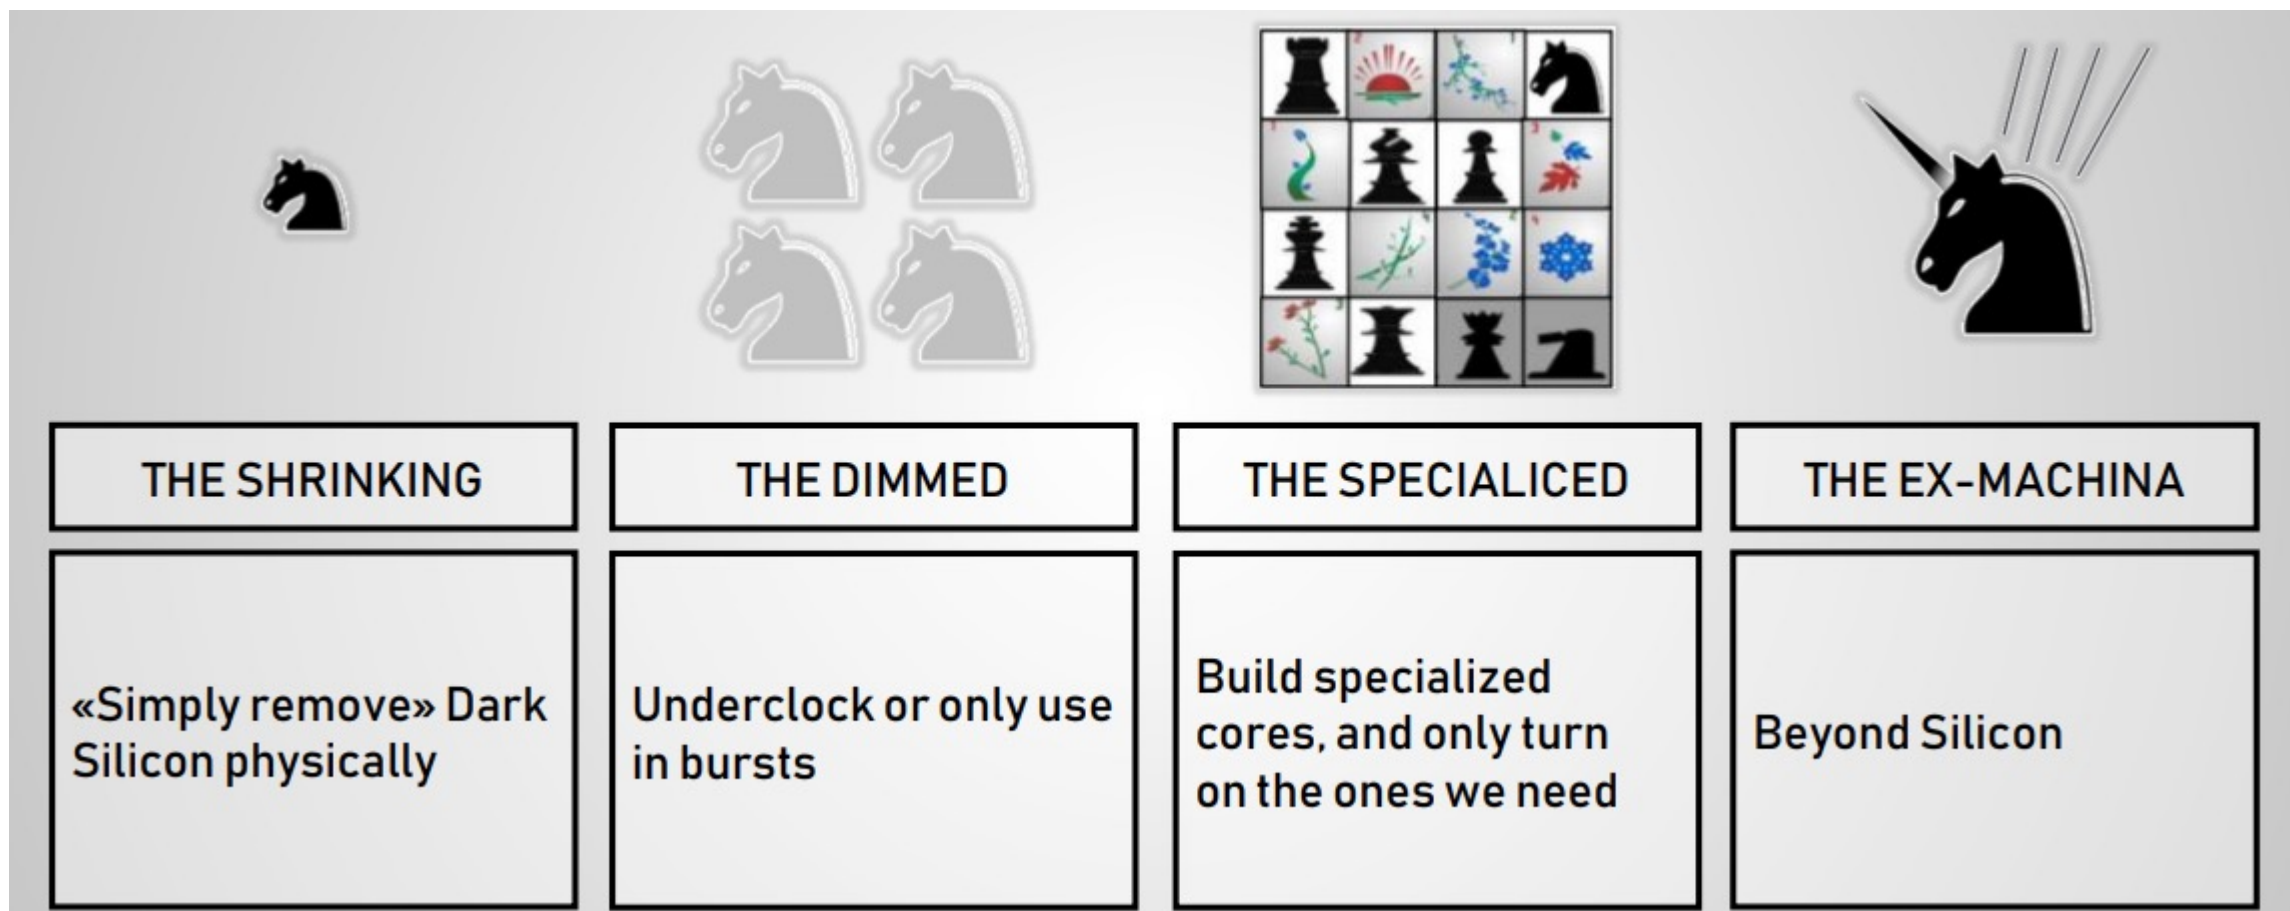 THE SHRINKING
«Simply remove» Dark
Silicon physically
THE DIMMED
Underclock or only use
in bursts
THE SPECIALICED
Build specialized
cores, and only turn
on the ones we need
THE EX-MACHINA
Beyond Silicon